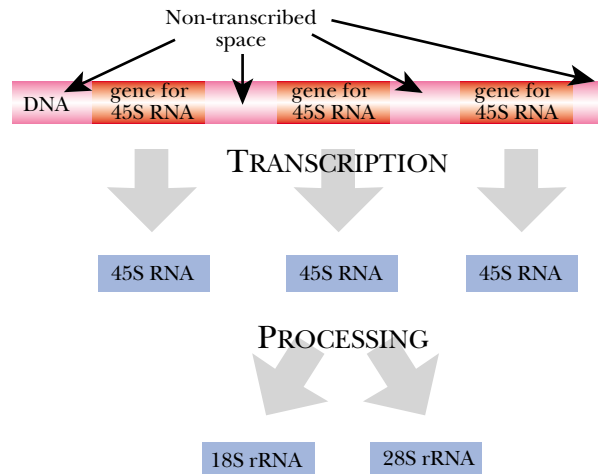 Non-transcribed
space
DNA
gene for
45S RNA
gene for
45S RNA
gene for
45S RNA
TRANSCRIPTION
45S RNA
45S RNA
45S RNA
PROCESSING
18S rRNA
28S rRNA